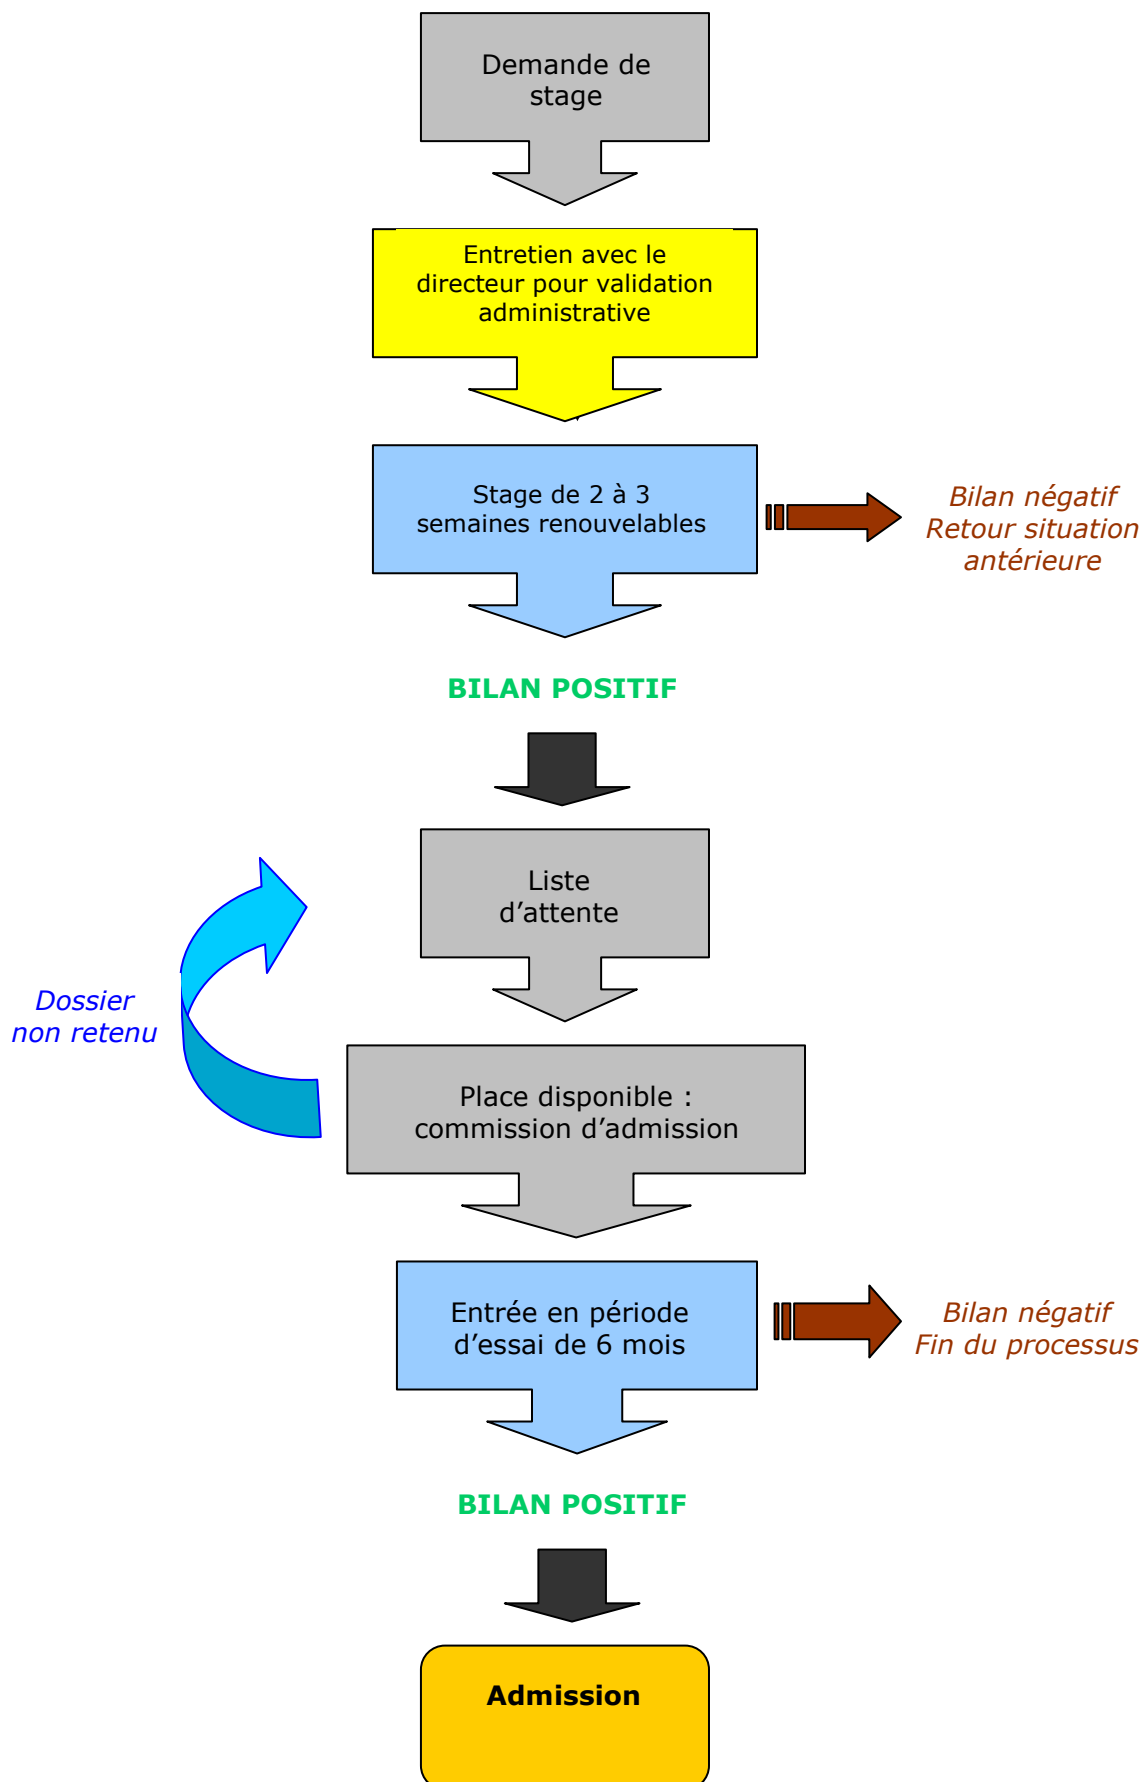 Demande de
stage
Entretien avec le
directeur pour validation
administrative
Stage de 2 à 3
semaines renouvelables
Bilan négatif
Retour situation
antérieure
BILAN POSITIF
Liste
d’attente
Dossier
non retenu
Place disponible :
commission d’admission
Entrée en période
d’essai de 6 mois
Bilan négatif
Fin du processus
BILAN POSITIF
Admission